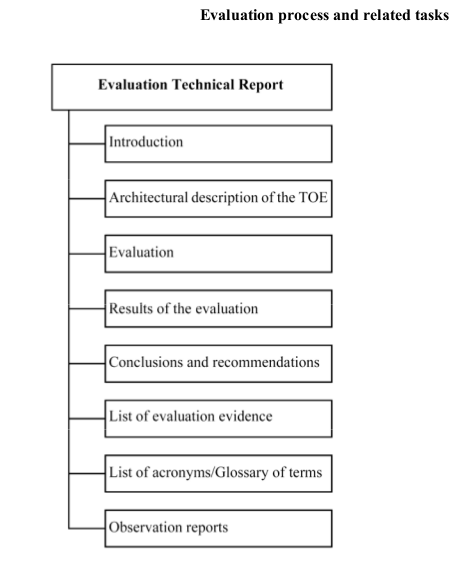 Evaluation process and related tasks
Evaluation Technical Report
Introduction
Architectural description of the TOE
Evaluation
Results of the evaluation
Conclusions and recommendations
List of evaluation evidence
List of acronyms/Glossary of terms
Observation reports